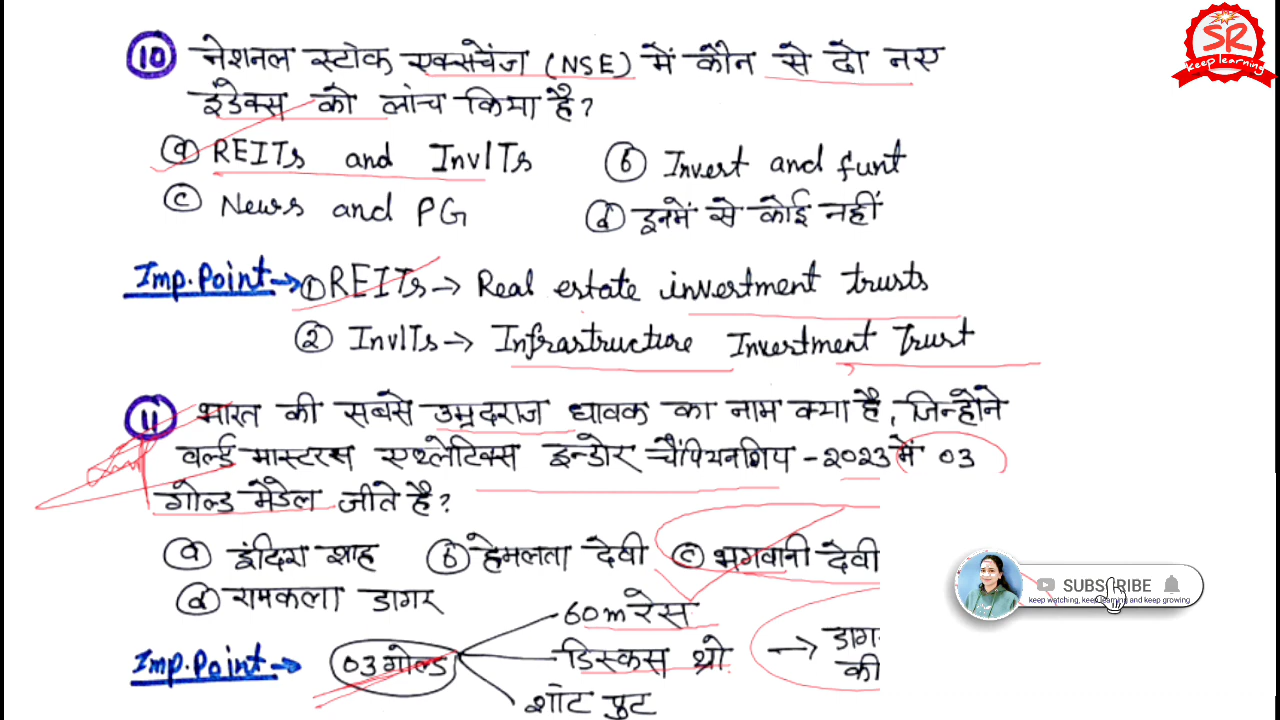 SR
keep learning
10 नेशनल स्टोक एक्सचेंज (NSE) में कौन से दो नए
इंडेक्स को लांच किया है?
a REITs and InvITs b Invest and funt
c News and PG d इनमें से कोई नहीं
Imp. Point → ① REITs → Real estate investment trusts
② InvITs → Infrastructure Investment Trust
11 भारत की सबसे उम्रदराज धावक का नाम क्या है, जिन्होंने
वर्ल्ड मास्टरस एथ्लेटिक्स इन्डोर चैंपियनशिप - 2023 में 03
गोल्ड मैडेल जीते है?
a इंदिरा शाह b हेमलता देवी c भगवानी देवी
d रामकला डागर
60m रेस
Imp. Point → 03 गोल्ड डिस्कस थ्रो → डाग
की
शॉट पुट
SUBSCRIBE
keep watching, keep learning and keep growing